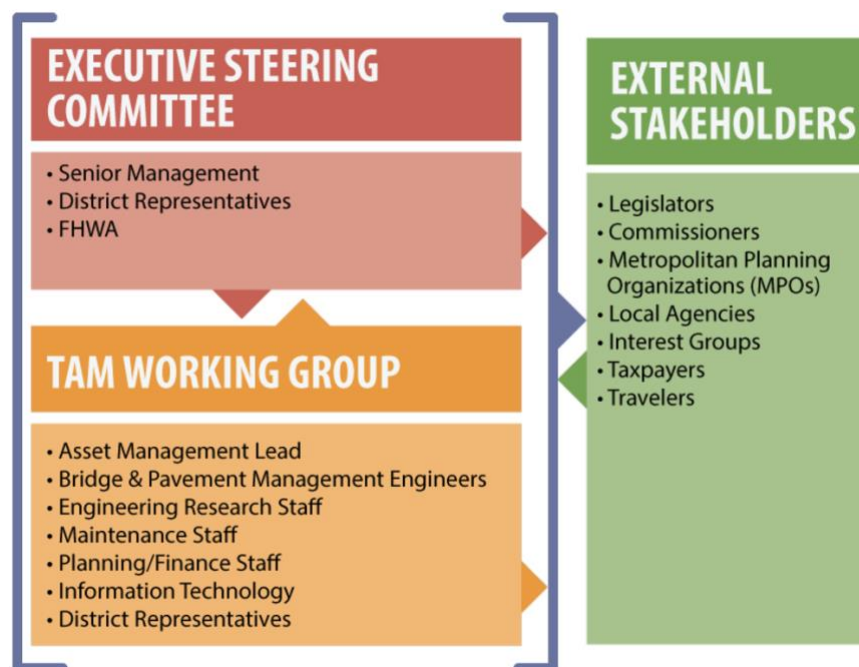 EXECUTIVE STEERING
COMMITTEE
• Senior Management
• District Representatives
• FHWA
TAM WORKING GROUP
• Asset Management Lead
• Bridge & Pavement Management Engineers
• Engineering Research Staff
• Maintenance Staff
• Planning/Finance Staff
• Information Technology
• District Representatives
EXTERNAL
STAKEHOLDERS
• Legislators
• Commissioners
• Metropolitan Planning
Organizations (MPOs)
• Local Agencies
• Interest Groups
• Taxpayers
• Travelers